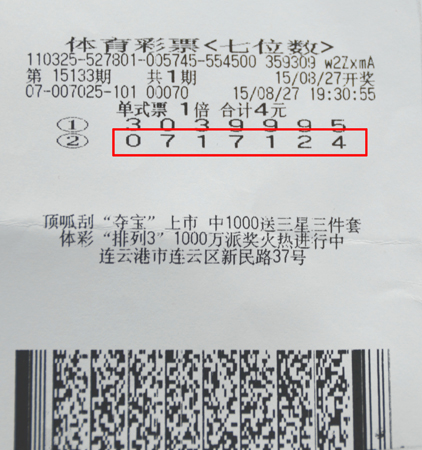 体育彩票<七位数>
110325-527801-005745-554500 359309 w2ZxmA
第 15133期 共1期 15/08/27开奖
07-007025-101 00070 15/08/27 19:30:55
单式票 1倍 合计4元
① 3 0 3 9 9 9 5
② 0 7 1 7 1 2 4
顶呱刮 “夺宝” 上市 中1000送三星三件套
体彩 “排列3” 1000万派奖火热进行中
连云港市连云区新民路37号